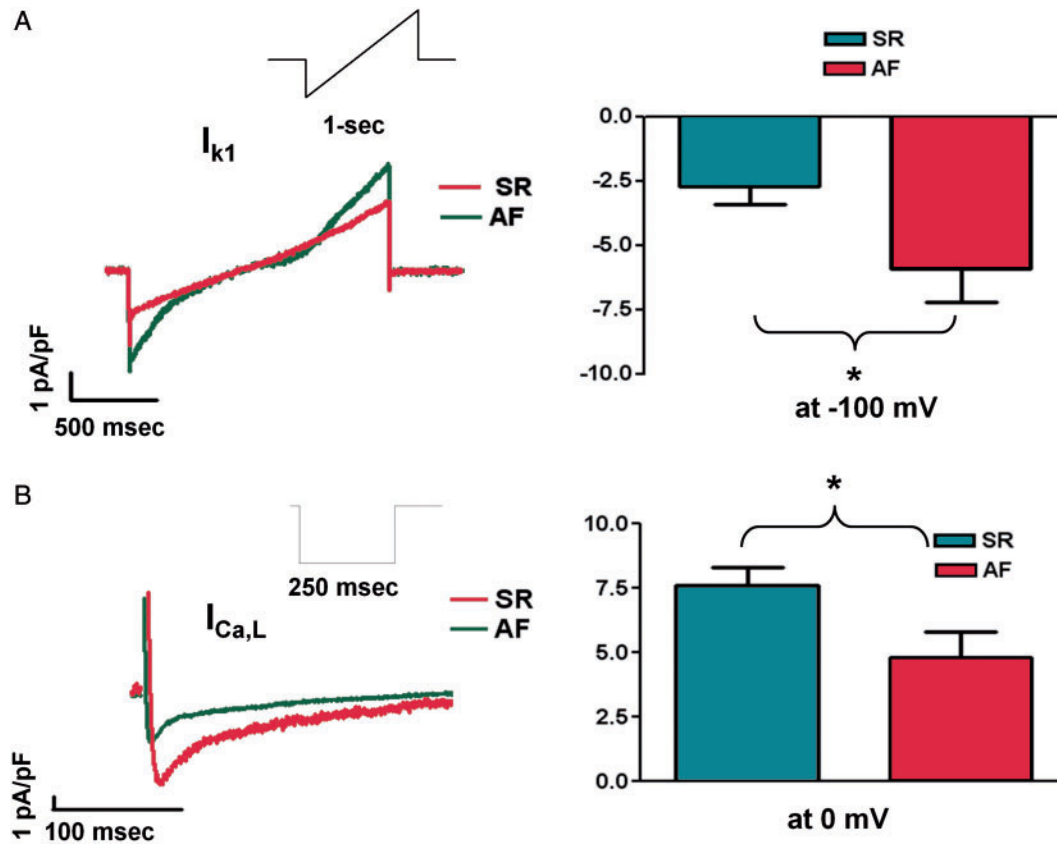 A
1-sec
I_k1
SR
AF
1 pA/pF
500 msec
SR
AF
0.0
-2.5
-5.0
-7.5
-10.0
*
at -100 mV
B
250 msec
I_Ca,L
SR
AF
1 pA/pF
100 msec
*
SR
AF
10.0
7.5
5.0
2.5
0.0
at 0 mV